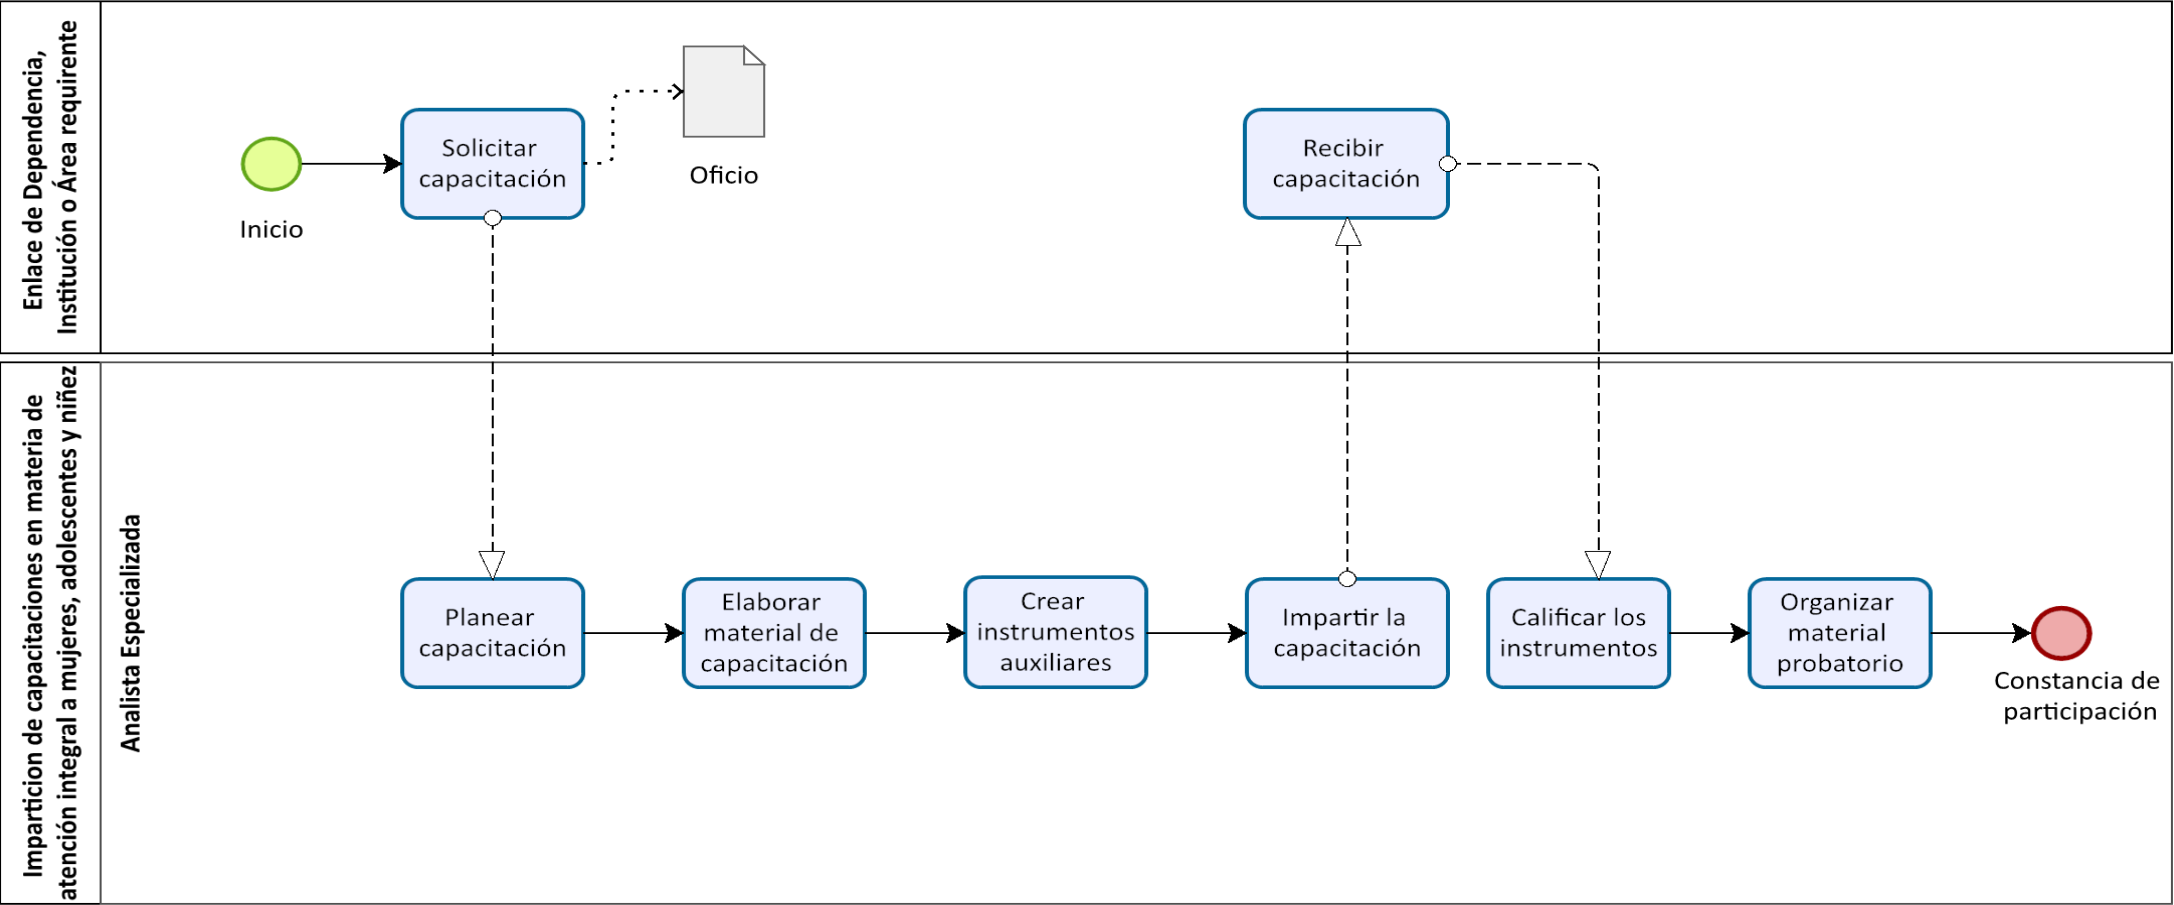 Enlace de Dependencia,
Institución o Área requirente
Inicio
Solicitar
capacitación
Oficio
Recibir
capacitación
Imparticion de capacitaciones en materia de
atención integral a mujeres, adolescentes y niñez
Analista Especializada
Planear
capacitación
Elaborar
material de
capacitación
Crear
instrumentos
auxiliares
Impartir la
capacitación
Calificar los
instrumentos
Organizar
material
probatorio
Constancia de
participación